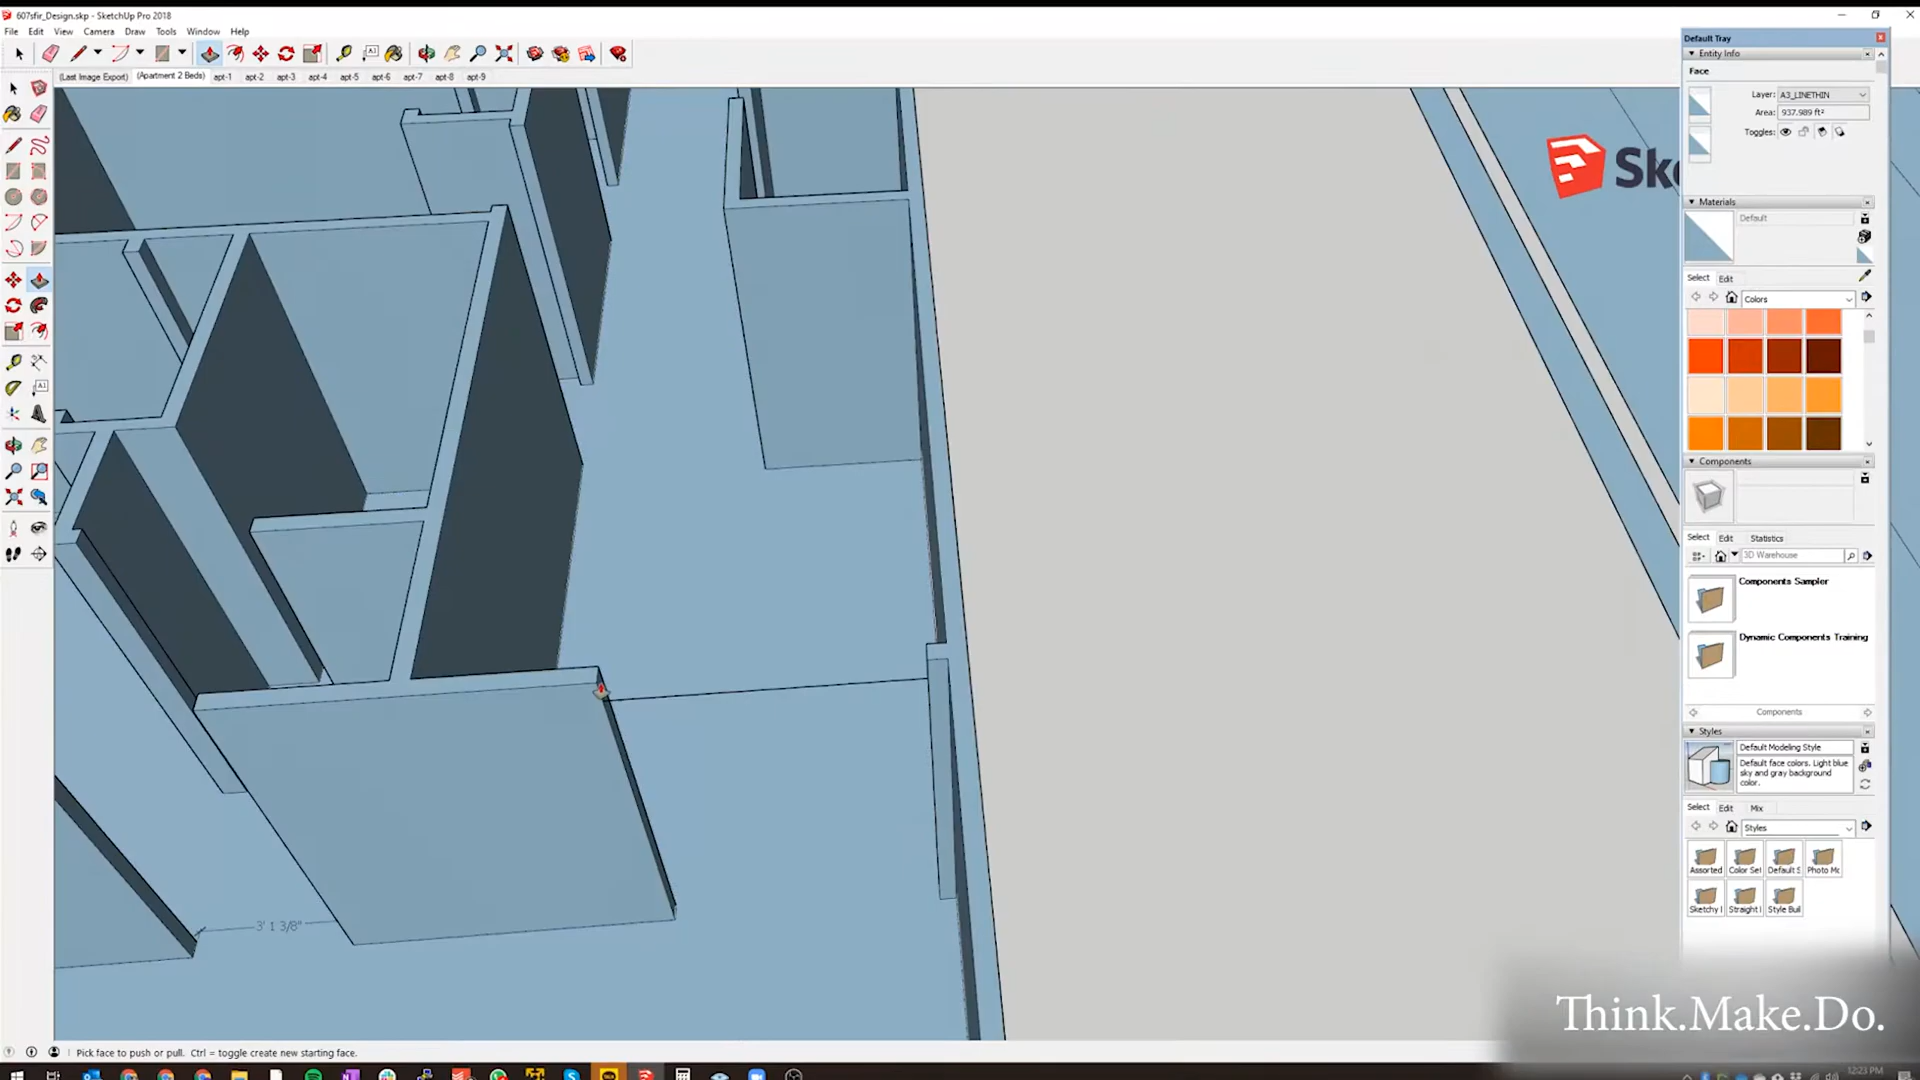 607sfir_Design.skp - SketchUp Pro 2018
File Edit View Camera Draw Tools Window Help
(Last Image Export) (Apartment 2 Beds) apt-1 apt-2 apt-3 apt-4 apt-5 apt-6 apt-7 apt-8 apt-9
Default Tray
Entity Info
Face
Layer: A3_LINETHIN
Area: 937.989 ft²
Toggles:
Materials
Default
Select Edit
Colors
Components
Select Edit Statistics
3D Warehouse
Components Sampler
Dynamic Components Training
Components
Styles
Default Modeling Style
Default face colors. Light blue
sky and gray background
color.
Select Edit Mix
Styles
Assorted Color Set Default S Photo Mo
Sketchy Straight Style Buil
3' 1 3/8"
Think.Make.Do.
Pick face to push or pull. Ctrl = toggle create new starting face.
12:23 PM